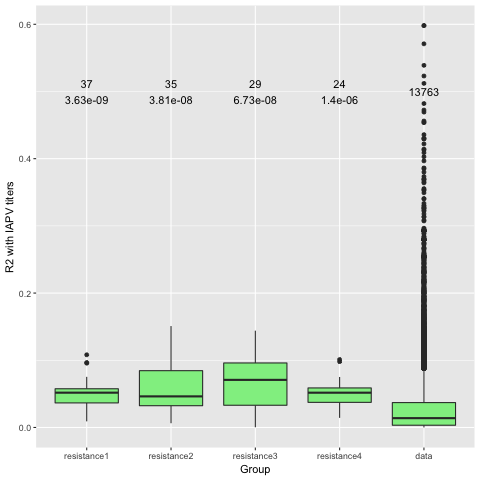 0.6
37 35 29 24 13763
3.63e-09 3.81e-08 6.73e-08 1.4e-06
0.4
R2 with IAPV titers
0.2
0.0
resistance1 resistance2 resistance3 resistance4 data
Group